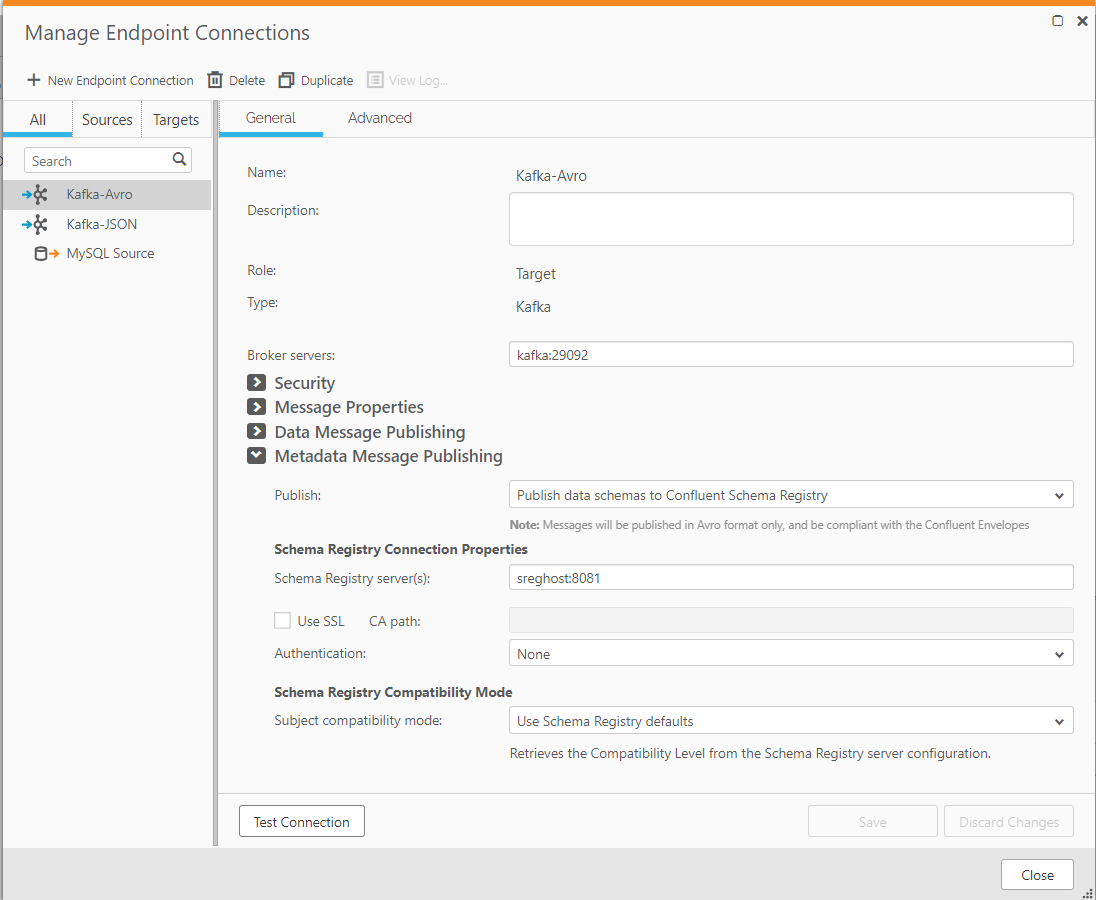 Manage Endpoint Connections
New Endpoint Connection Delete Duplicate View Log...
All Sources Targets
Search
Kafka-Avro
Kafka-JSON
MySQL Source
General Advanced
Name: Kafka-Avro
Description:
Role: Target
Type: Kafka
Broker servers: kafka:29092
Security
Message Properties
Data Message Publishing
Metadata Message Publishing
Publish: Publish data schemas to Confluent Schema Registry
Note: Messages will be published in Avro format only, and be compliant with the Confluent Envelopes
Schema Registry Connection Properties
Schema Registry server(s): sreghost:8081
Use SSL CA path:
Authentication: None
Schema Registry Compatibility Mode
Subject compatibility mode: Use Schema Registry defaults
Retrieves the Compatibility Level from the Schema Registry server configuration.
Test Connection Save Discard Changes
Close